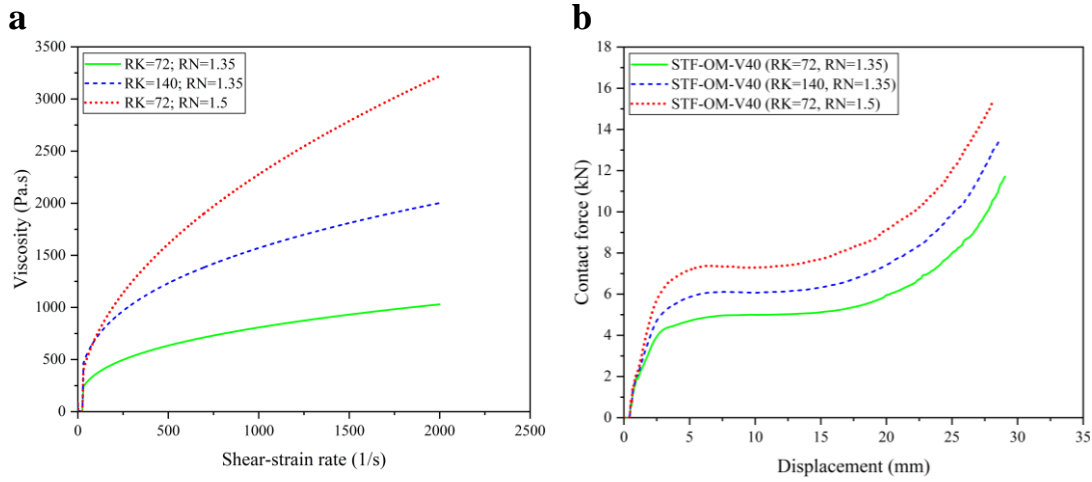 a
3500
3000
2500
2000
1500
1000
500
0
Viscosity (Pa.s)
RK=72; RN=1.35
RK=140; RN=1.35
RK=72; RN=1.5
0 500 1000 1500 2000 2500
Shear-strain rate (1/s)
b
18
16
14
12
10
8
6
4
2
0
Contact force (kN)
STF-OM-V40 (RK=72, RN=1.35)
STF-OM-V40 (RK=140, RN=1.35)
STF-OM-V40 (RK=72, RN=1.5)
0 5 10 15 20 25 30 35
Displacement (mm)